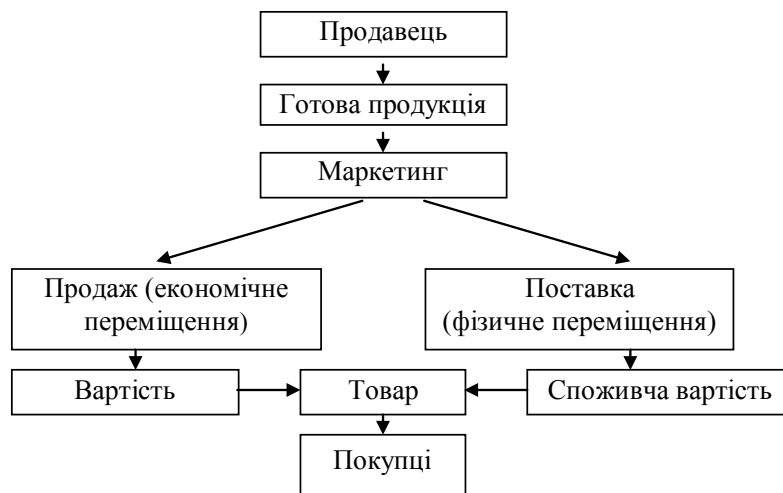 Продавець
Готова продукція
Маркетинг
Продаж (економічне
переміщення)
Поставка
(фізичне переміщення)
Вартість
Товар
Споживча вартість
Покупці